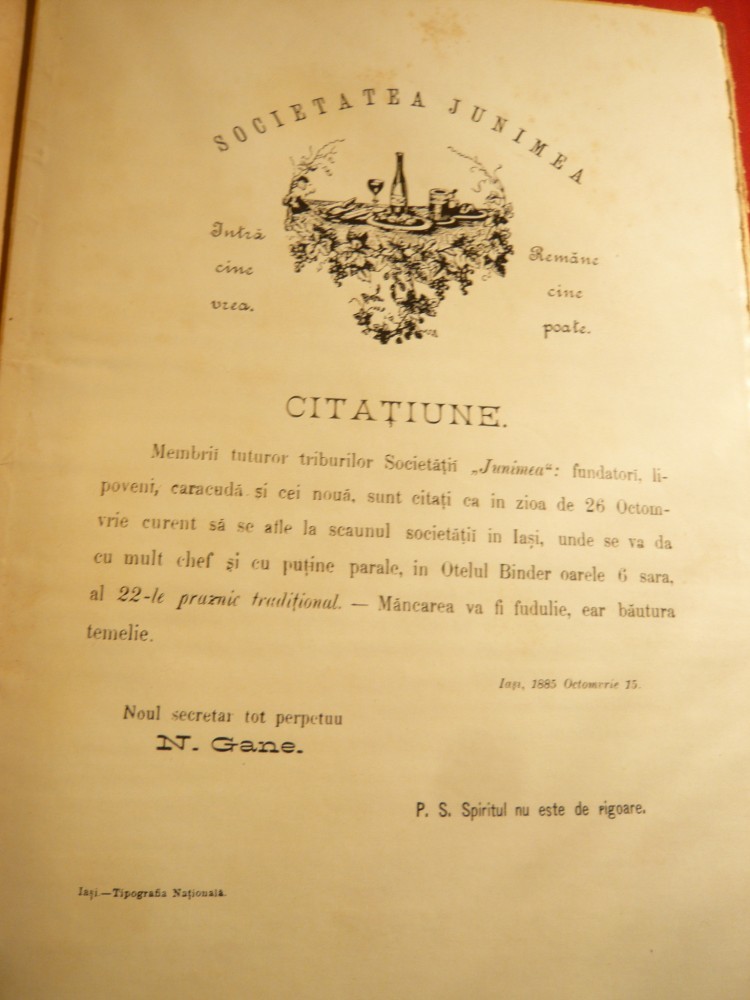 SOCIETATEA JUNIMEA
Intră
cine
vrea.
Remâne
cine
poate.
CITAȚIUNE.
Membrii tuturor triburilor Societății „Junimea“: fundatori, li-
poveni, caracudă și cei nouă, sunt citați ca in zioa de 26 Octom-
vrie curent să se afle la scaunul societății in Iași, unde se va da
cu mult chef și cu puține parale, in Otelul Binder oarele 6 sara,
al 22-le praznic tradițional. — Mâncarea va fi fudulie, ear băutura
temelie.
Iași, 1885 Octomvrie 15.
Noul secretar tot perpetuu
N. Gane.
P. S. Spiritul nu este de rigoare.
Iași.—Tipografia Națională.